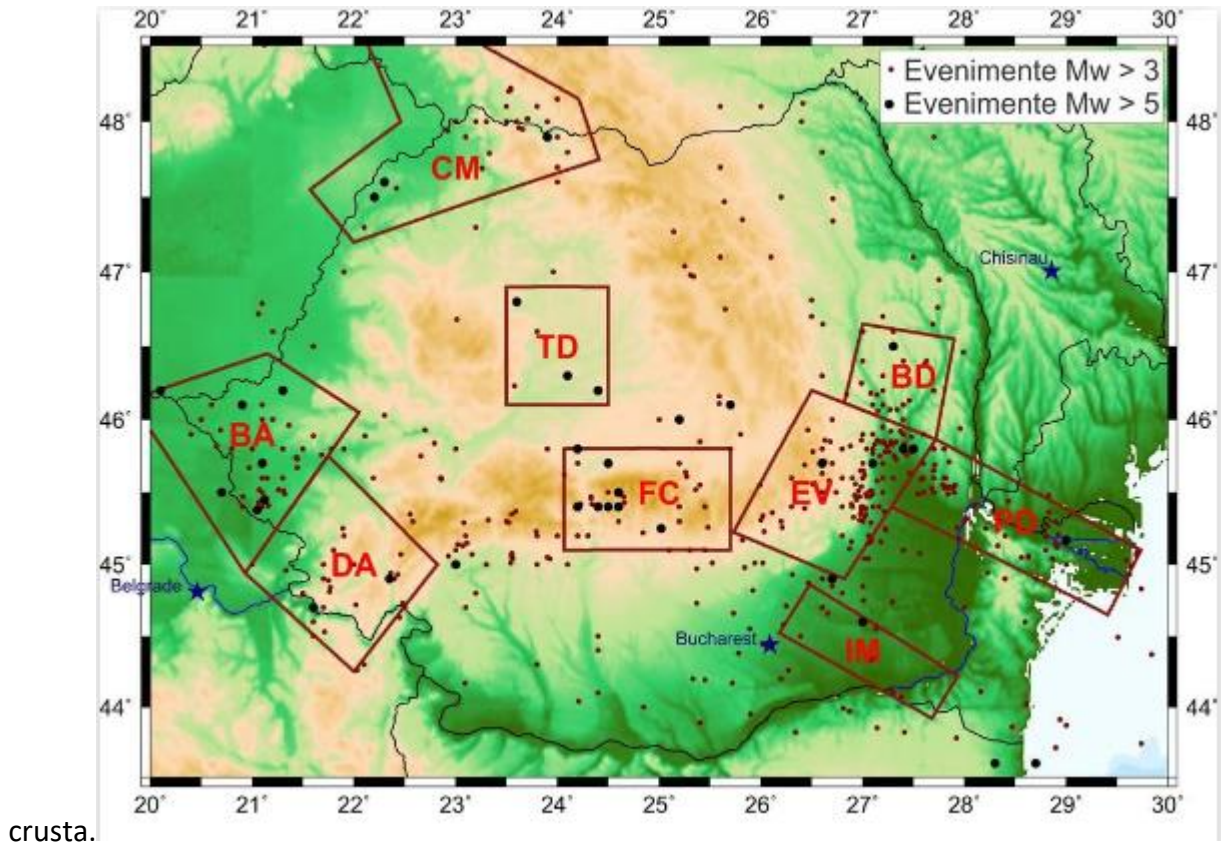 20° 21° 22° 23° 24° 25° 26° 27° 28° 29° 30°
Evenimente Mw > 3
Evenimente Mw > 5
48° 48°
CM
47° Chisinau 47°
TD
BD
46° 46°
BA
FC EV
PO
DA
45° 45°
Belgrade
Bucharest IM
44° 44°
20° 21° 22° 23° 24° 25° 26° 27° 28° 29° 30°
crusta.